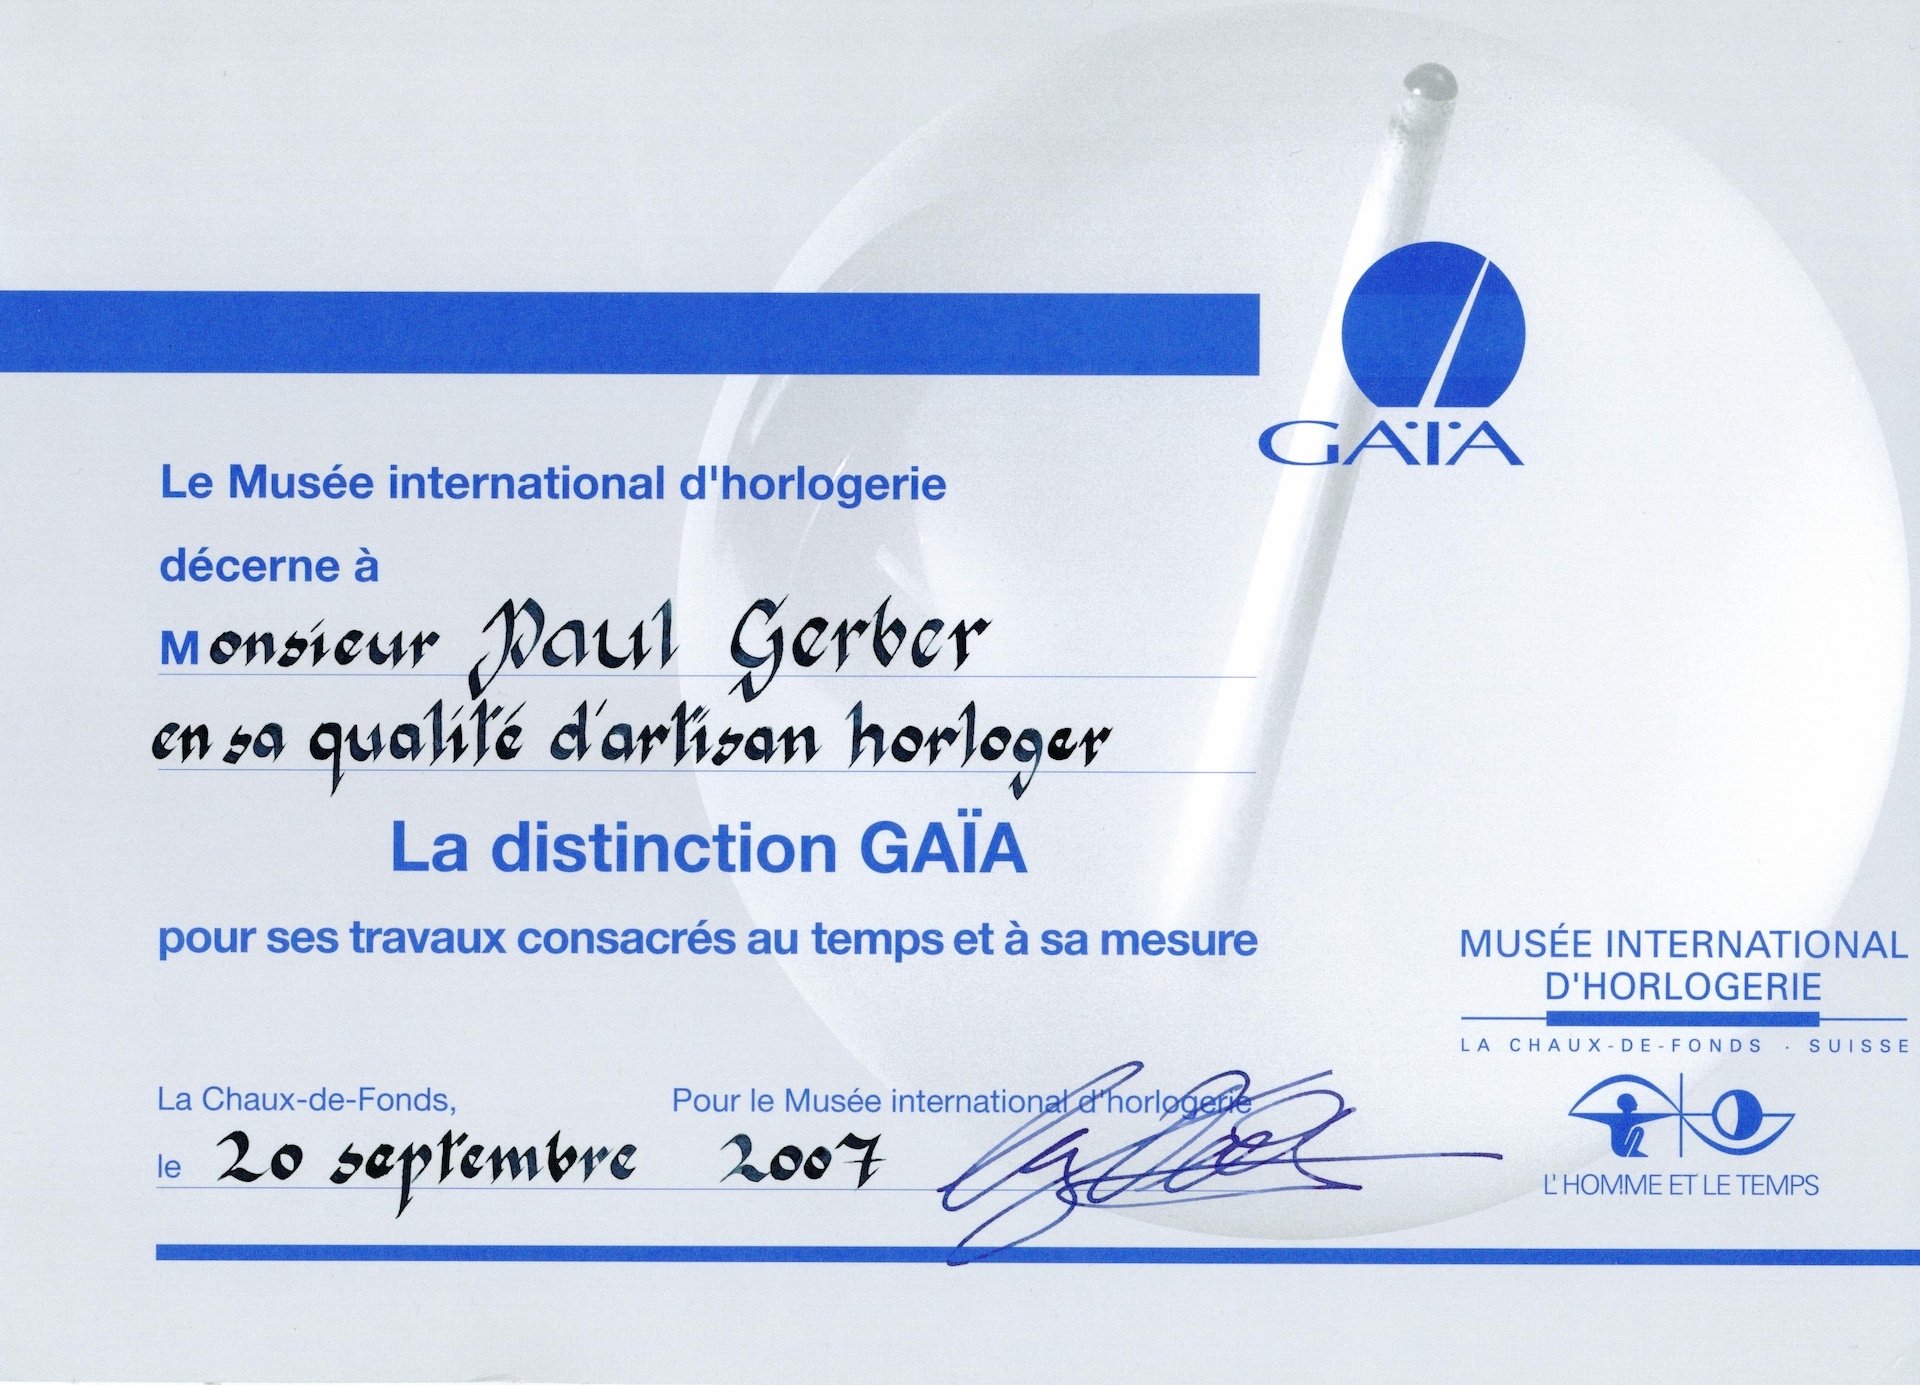 GAÏA
Le Musée international d'horlogerie
décerne à
Monsieur Paul Gerber
en sa qualité d'artisan horloger
La distinction GAÏA
pour ses travaux consacrés au temps et à sa mesure
MUSÉE INTERNATIONAL
D'HORLOGERIE
LA CHAUX-DE-FONDS · SUISSE
L'HOMME ET LE TEMPS
La Chaux-de-Fonds,
Pour le Musée international d'horlogerie
le 20 septembre 2007